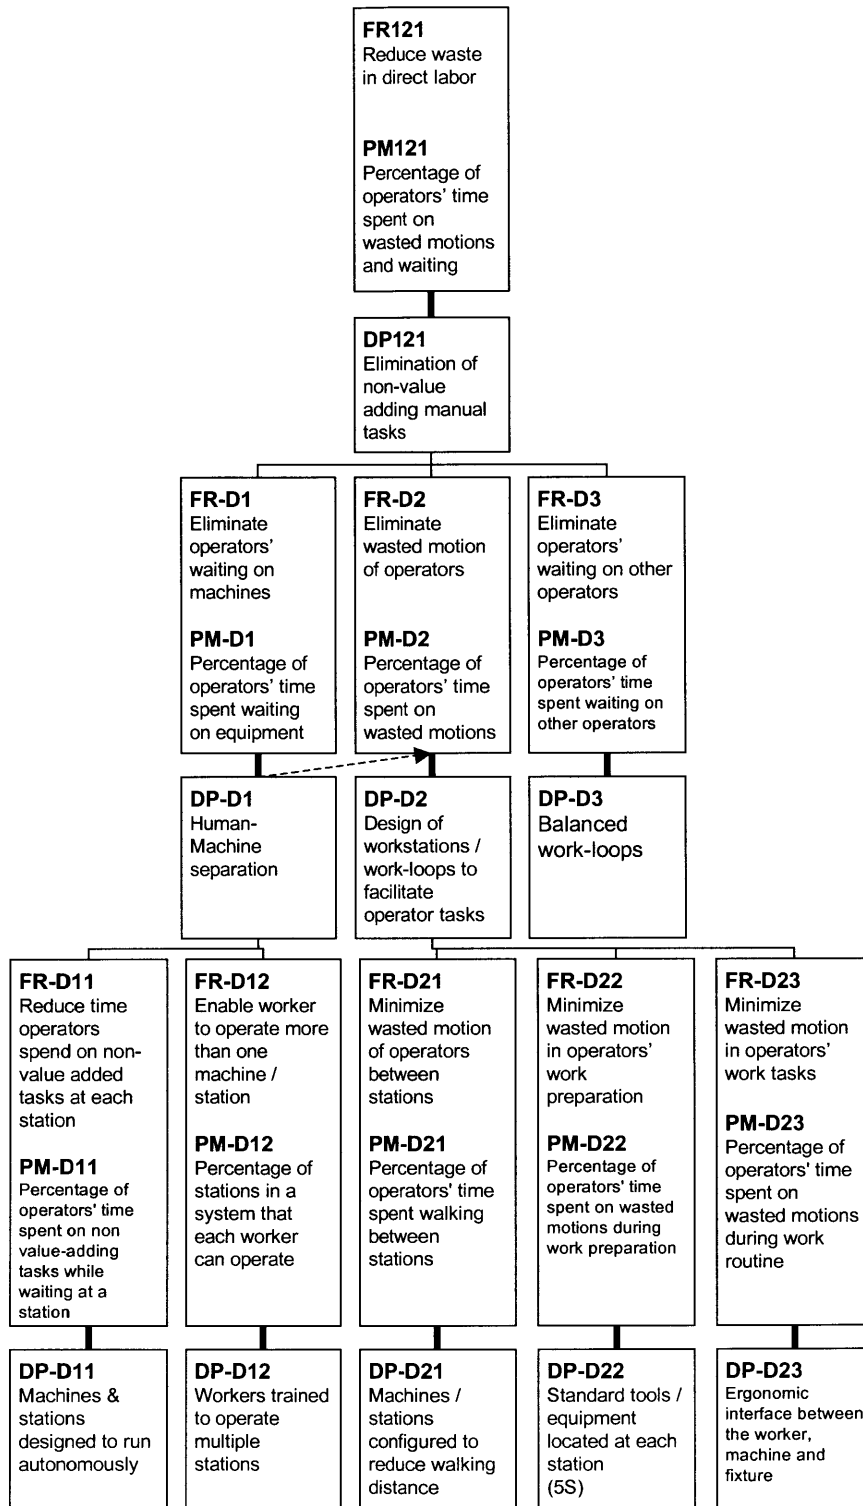 FR121
Reduce waste
in direct labor
PM121
Percentage of
operators' time
spent on
wasted motions
and waiting
DP121
Elimination of
non-value
adding manual
tasks
FR-D1
Eliminate
operators'
waiting on
machines
PM-D1
Percentage of
operators' time
spent waiting
on equipment
FR-D2
Eliminate
wasted motion
of operators
PM-D2
Percentage of
operators' time
spent on
wasted motions
FR-D3
Eliminate
operators'
waiting on other
operators
PM-D3
Percentage of
operators' time
spent waiting on
other operators
DP-D1
Human-
Machine
separation
DP-D2
Design of
workstations /
work-loops to
facilitate
operator tasks
DP-D3
Balanced
work-loops
FR-D11
Reduce time
operators
spend on non-
value added
tasks at each
station
PM-D11
Percentage of
operators' time
spent on non
value-adding
tasks while
waiting at a
station
FR-D12
Enable worker
to operate more
than one
machine /
station
PM-D12
Percentage of
stations in a
system that
each worker
can operate
FR-D21
Minimize
wasted motion
of operators
between
stations
PM-D21
Percentage of
operators' time
spent walking
between
stations
FR-D22
Minimize
wasted motion
in operators'
work
preparation
PM-D22
Percentage of
operators' time
spent on wasted
motions during
work preparation
FR-D23
Minimize
wasted motion
in operators'
work tasks
PM-D23
Percentage of
operators' time
spent on
wasted motions
during work
routine
DP-D11
Machines &
stations
designed to run
autonomously
DP-D12
Workers trained
to operate
multiple
stations
DP-D21
Machines /
stations
configured to
reduce walking
distance
DP-D22
Standard tools /
equipment
located at each
station
(5S)
DP-D23
Ergonomic
interface between
the worker,
machine and
fixture